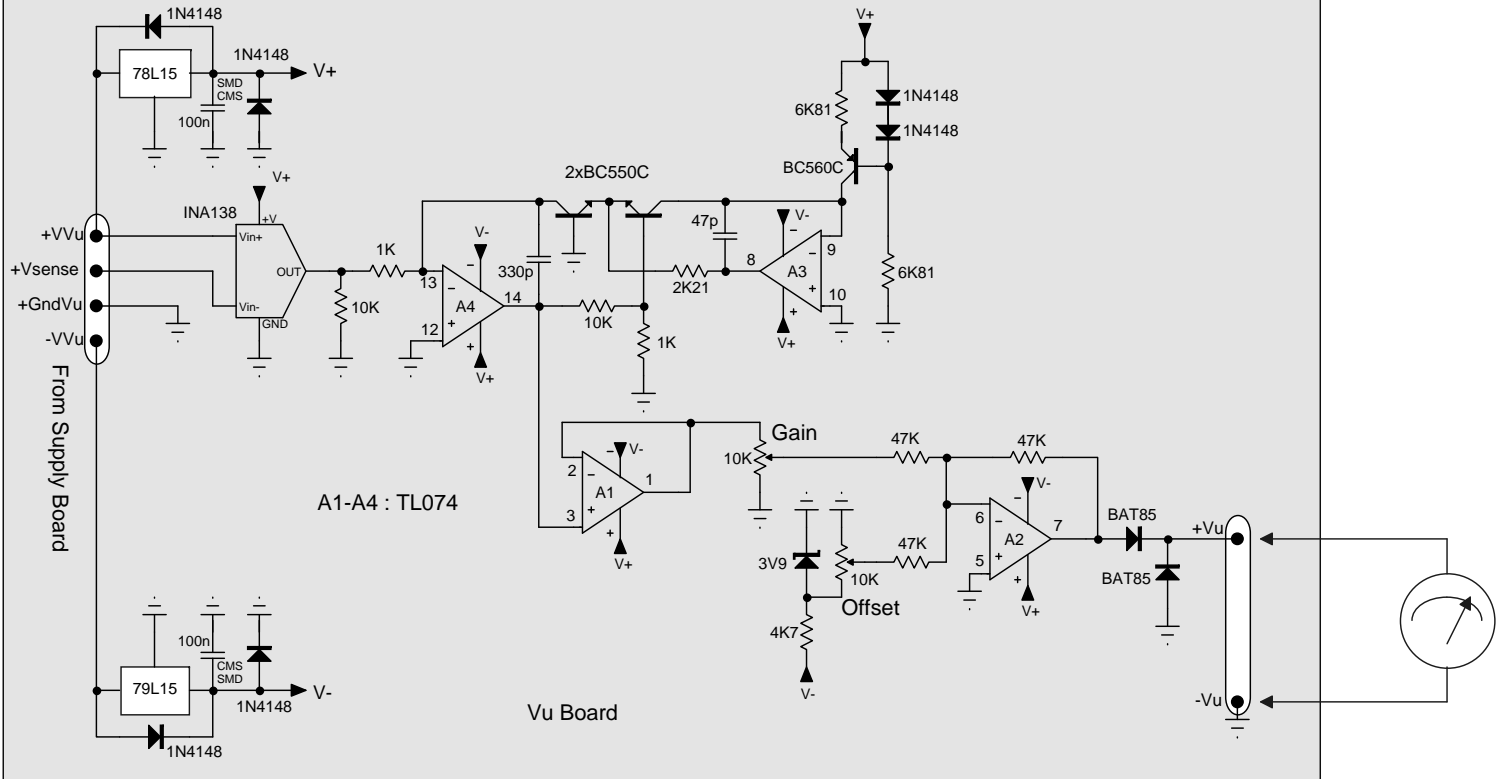 1N4148
78L15
1N4148
V+
SMD
CMS
100n
V+
INA138
+V
Vin+
OUT
Vin-
GND
+VVu
+Vsense
+GndVu
-VVu
From Supply Board
1K
10K
V-
13
A4
14
12
V+
330p
2xBC550C
10K
1K
47p
2K21
8
V-
A3
9
10
V+
V+
6K81
1N4148
1N4148
BC560C
6K81
A1-A4 : TL074
2
V-
A1
1
3
V+
Gain
10K
47K
47K
3V9
10K
Offset
47K
4K7
V-
6
V-
A2
7
5
V+
BAT85
BAT85
+Vu
-Vu
100n
CMS
SMD
79L15
V-
1N4148
1N4148
Vu Board